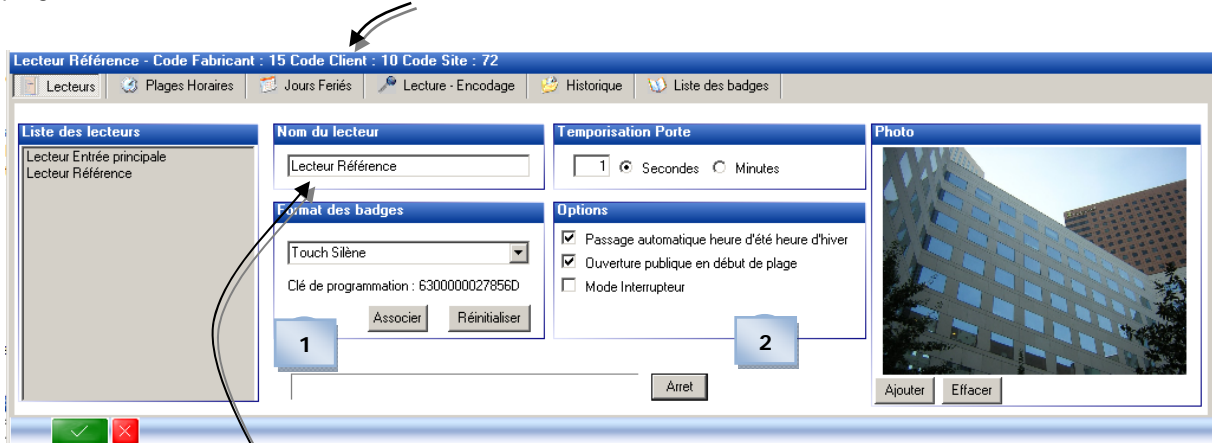 Lecteur Référence - Code Fabricant : 15 Code Client : 10 Code Site : 72
Lecteurs Plages Horaires Jours Feriés Lecture - Encodage Historique Liste des badges
Liste des lecteurs
Lecteur Entrée principale
Lecteur Référence
Nom du lecteur
Lecteur Référence
Format des badges
Touch Silène
Clé de programmation : 6300000027856D
Associer Réinitialiser
1
Temporisation Porte
1 Secondes Minutes
Options
Passage automatique heure d'été heure d'hiver
Ouverture publique en début de plage
Mode Interrupteur
2
Arret
Photo
Ajouter Effacer